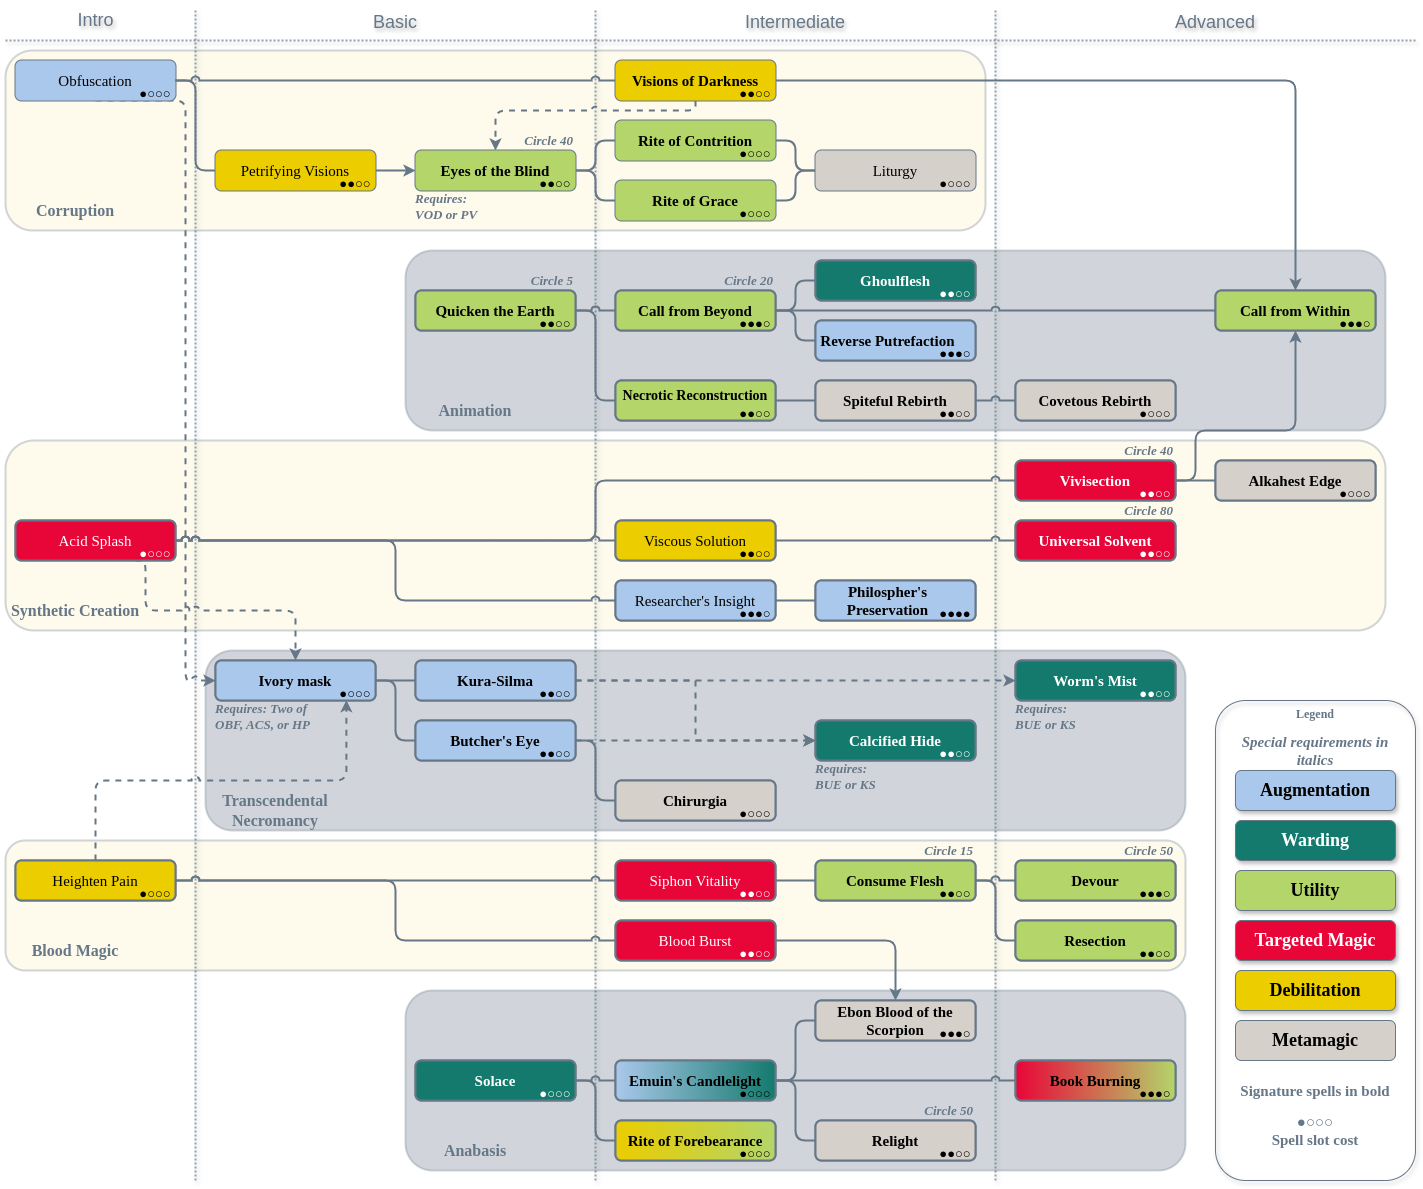 Intro
Basic
Intermediate
Advanced
Obfuscation
●○○○
Visions of Darkness
●●○○
Circle 40
Rite of Contrition
●○○○
Petrifying Visions
●●○○
Eyes of the Blind
●●○○
Liturgy
●○○○
Requires:
VOD or PV
Rite of Grace
●○○○
Corruption
Circle 5
Circle 20
Ghoulflesh
●●○○
Quicken the Earth
●●○○
Call from Beyond
●●●○
Call from Within
●●●○
Reverse Putrefaction
●●●○
Necrotic Reconstruction
●●○○
Spiteful Rebirth
●●○○
Covetous Rebirth
●○○○
Animation
Circle 40
Vivisection
●●○○
Alkahest Edge
●○○○
Circle 80
Acid Splash
●○○○
Viscous Solution
●●○○
Universal Solvent
●●○○
Researcher's Insight
●●●○
Philospher's
Preservation
●●●●
Synthetic Creation
Ivory mask
●○○○
Kura-Silma
●●○○
Worm's Mist
●●○○
Requires: Two of
OBF, ACS, or HP
Requires:
BUE or KS
Butcher's Eye
●●○○
Calcified Hide
●●○○
Requires:
BUE or KS
Chirurgia
●○○○
Transcendental
Necromancy
Circle 15
Circle 50
Heighten Pain
●○○○
Siphon Vitality
●●○○
Consume Flesh
●●○○
Devour
●●●○
Blood Burst
●●○○
Resection
●●○○
Blood Magic
Ebon Blood of the
Scorpion
●●●○
Solace
●○○○
Emuin's Candlelight
●○○○
Book Burning
●●●○
Circle 50
Rite of Forebearance
●○○○
Relight
●●○○
Anabasis
Legend
Special requirements in
italics
Augmentation
Warding
Utility
Targeted Magic
Debilitation
Metamagic
Signature spells in bold
●○○○
Spell slot cost